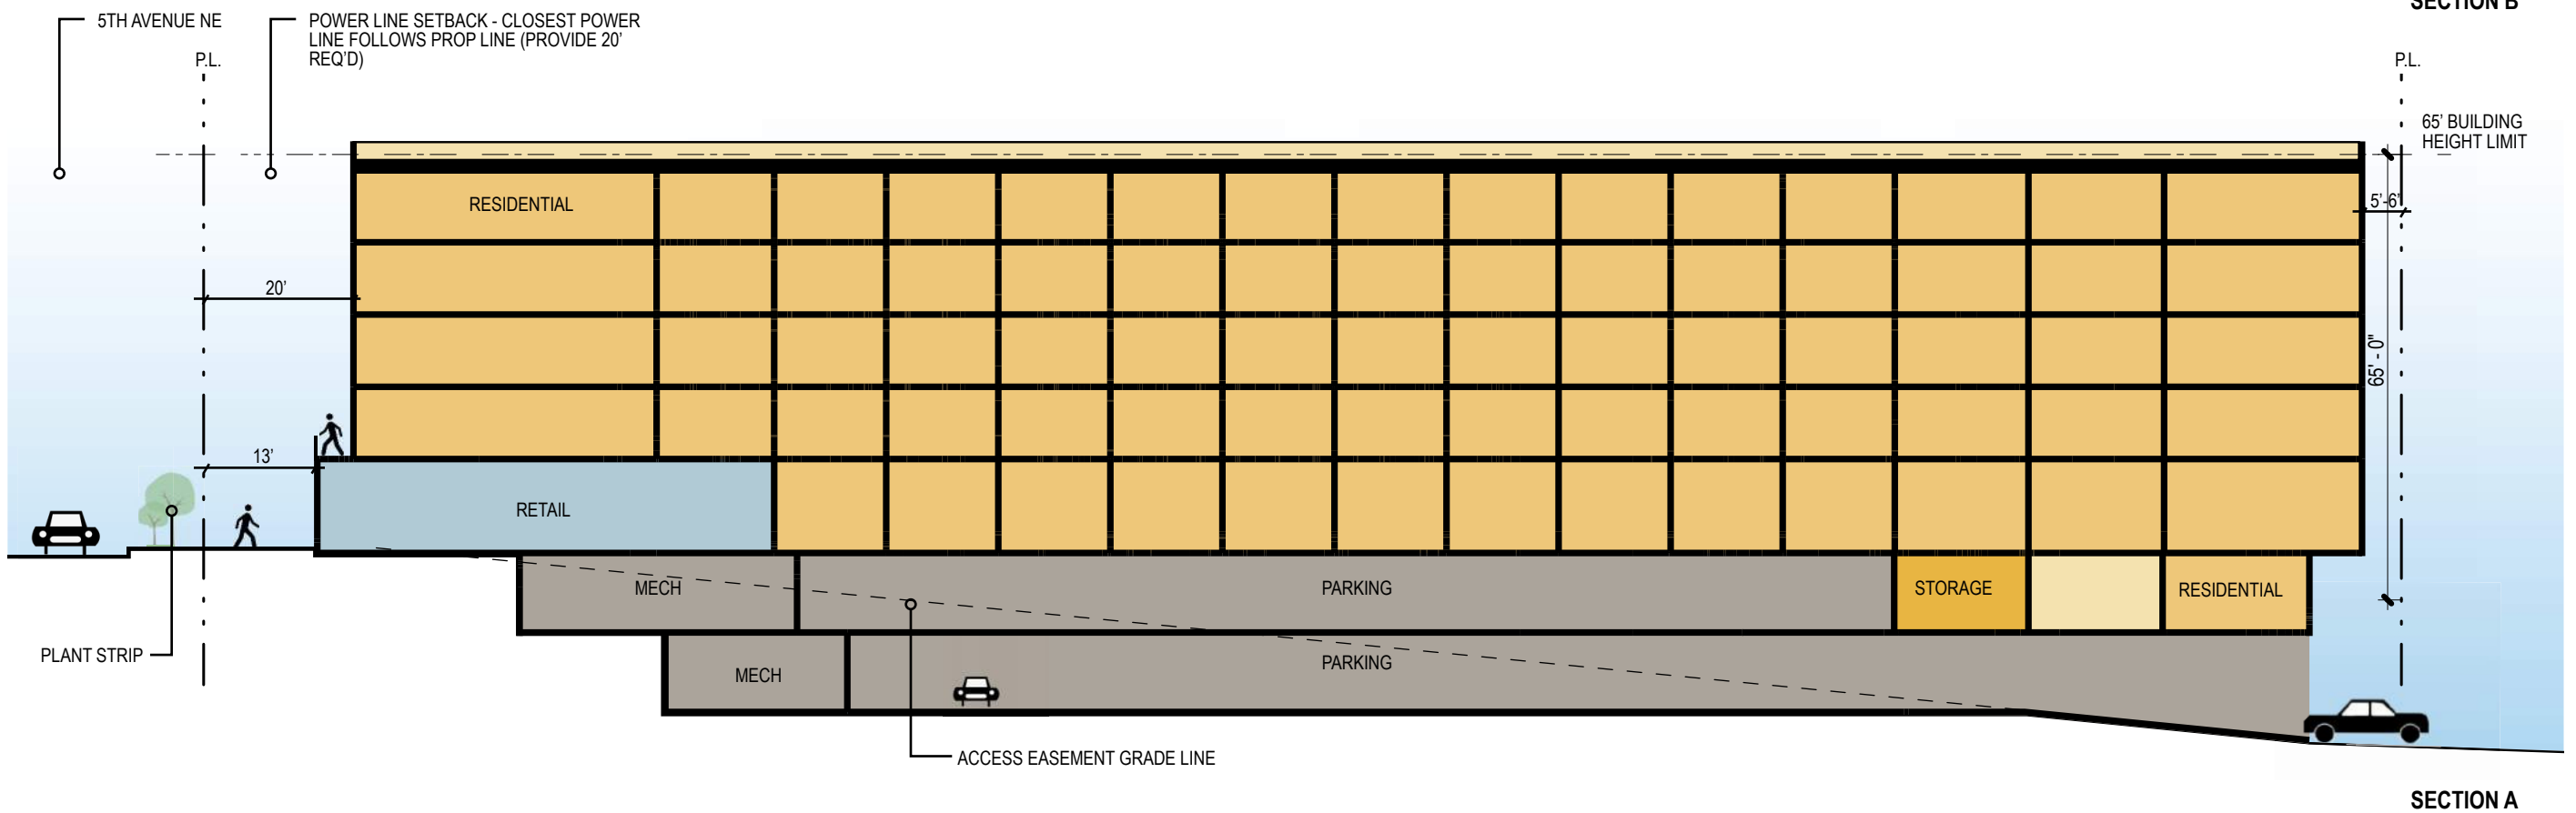 SECTION B
5TH AVENUE NE
POWER LINE SETBACK - CLOSEST POWER
LINE FOLLOWS PROP LINE (PROVIDE 20’
REQ’D)
P.L.
P.L.
65’ BUILDING
HEIGHT LIMIT
RESIDENTIAL
5’-6’
20’
65’ - 0"
13’
RETAIL
MECH
PARKING
STORAGE
RESIDENTIAL
PLANT STRIP
MECH
PARKING
ACCESS EASEMENT GRADE LINE
SECTION A